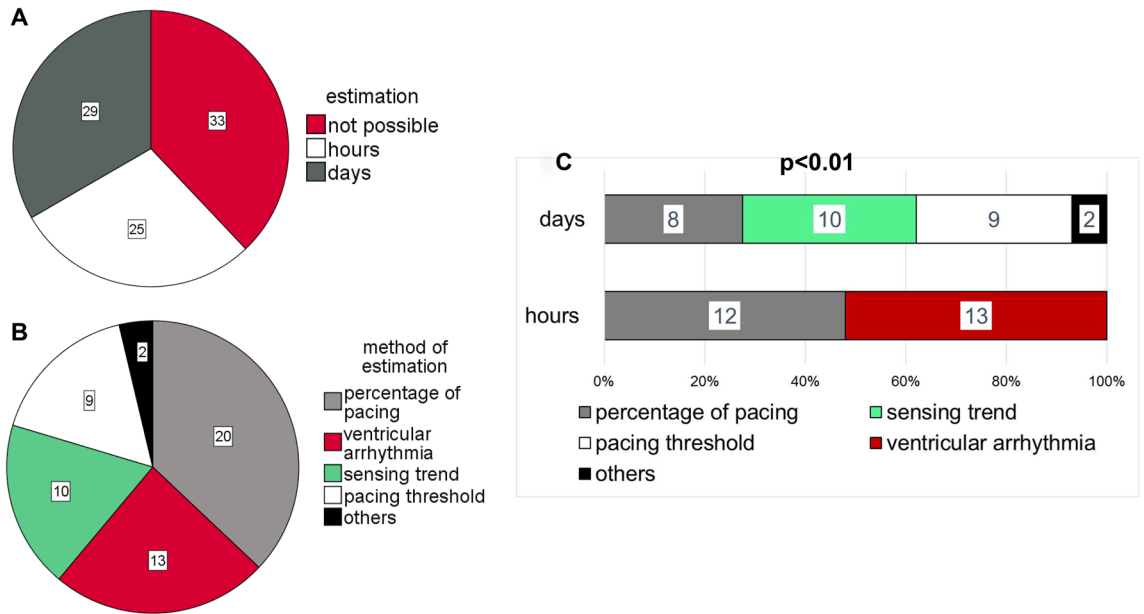 A
29
33
25
estimation
not possible
hours
days
B
2
9
20
10
13
method of
estimation
percentage of
pacing
ventricular
arrhythmia
sensing trend
pacing threshold
others
C
p<0.01
days
8
10
9
2
hours
12
13
0%
20%
40%
60%
80%
100%
percentage of pacing
sensing trend
pacing threshold
ventricular arrhythmia
others